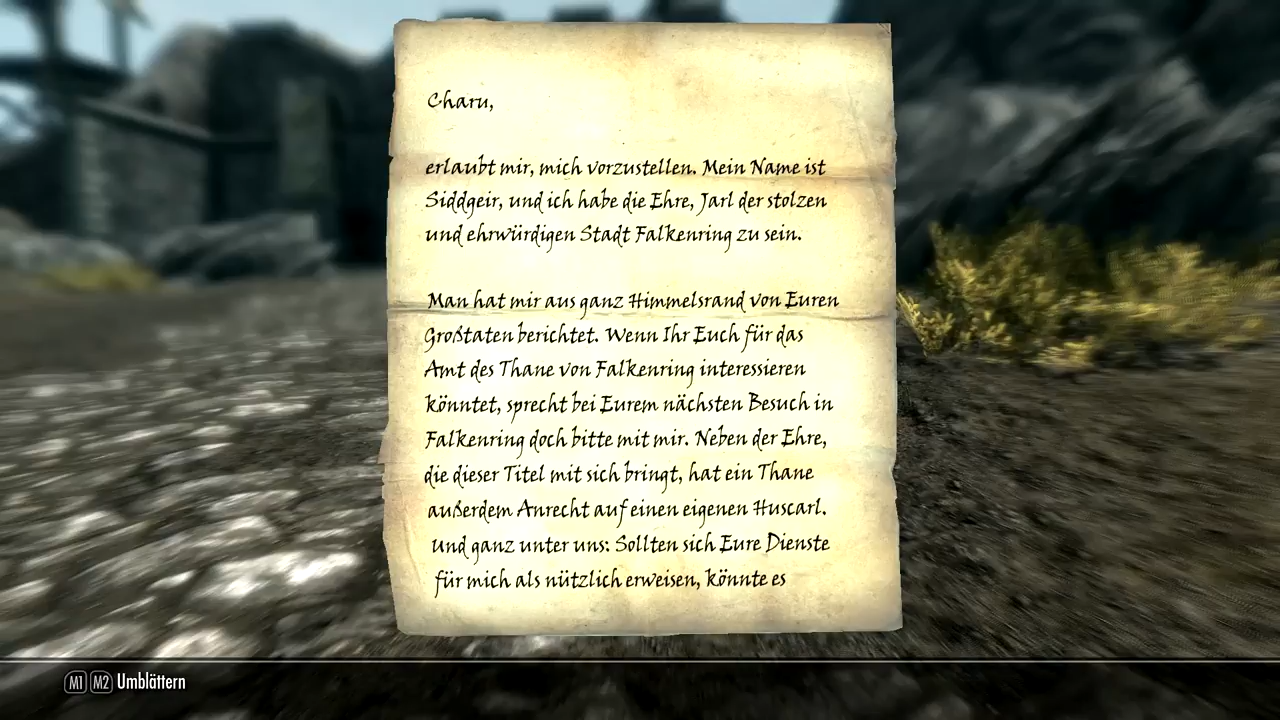 Charu,
erlaubt mir, mich vorzustellen. Mein Name ist
Siddgeir, und ich habe die Ehre, Jarl der stolzen
und ehrwürdigen Stadt Falkenring zu sein.
Man hat mir aus ganz Himmelsrand von Euren
Großtaten berichtet. Wenn Ihr Euch für das
Amt des Thane von Falkenring interessieren
könntet, sprecht bei Eurem nächsten Besuch in
Falkenring doch bitte mit mir. Neben der Ehre,
die dieser Titel mit sich bringt, hat ein Thane
außerdem Anrecht auf einen eigenen Huscarl.
Und ganz unter uns: Sollten sich Eure Dienste
für mich als nützlich erweisen, könnte es
M1 M2 Umblättern